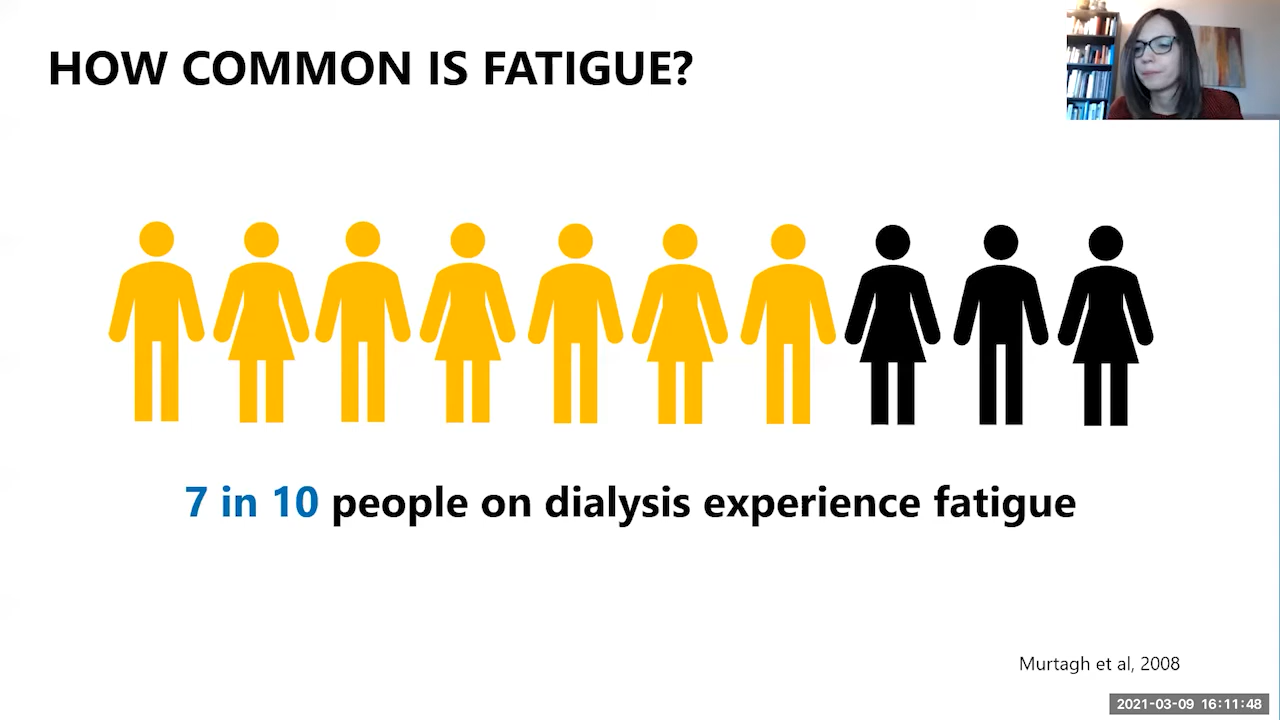 HOW COMMON IS FATIGUE?
7 in 10 people on dialysis experience fatigue
Murtagh et al, 2008
2021-03-09 16:11:48